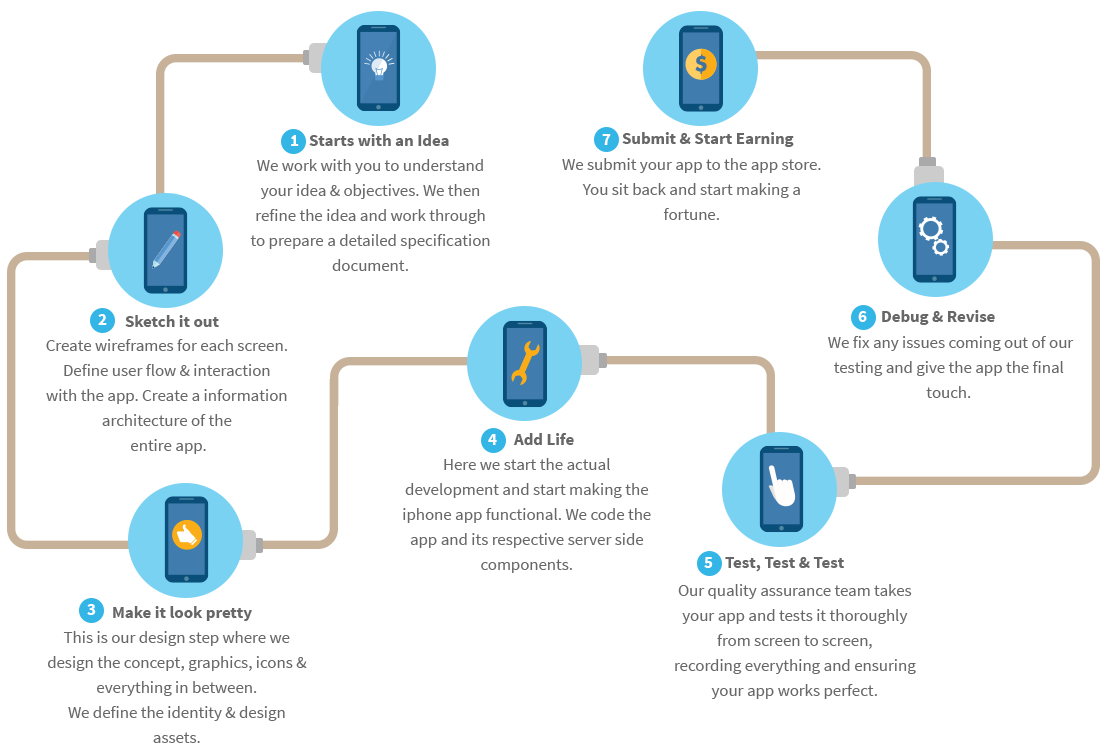 1 Starts with an Idea
We work with you to understand
your idea & objectives. We then
refine the idea and work through
to prepare a detailed specification
document.
2 Sketch it out
Create wireframes for each screen.
Define user flow & interaction
with the app. Create a information
architecture of the
entire app.
3 Make it look pretty
This is our design step where we
design the concept, graphics, icons &
everything in between.
We define the identity & design
assets.
4 Add Life
Here we start the actual
development and start making the
iphone app functional. We code the
app and its respective server side
components.
5 Test, Test & Test
Our quality assurance team takes
your app and tests it thoroughly
from screen to screen,
recording everything and ensuring
your app works perfect.
6 Debug & Revise
We fix any issues coming out of our
testing and give the app the final
touch.
$
7 Submit & Start Earning
We submit your app to the app store.
You sit back and start making a
fortune.